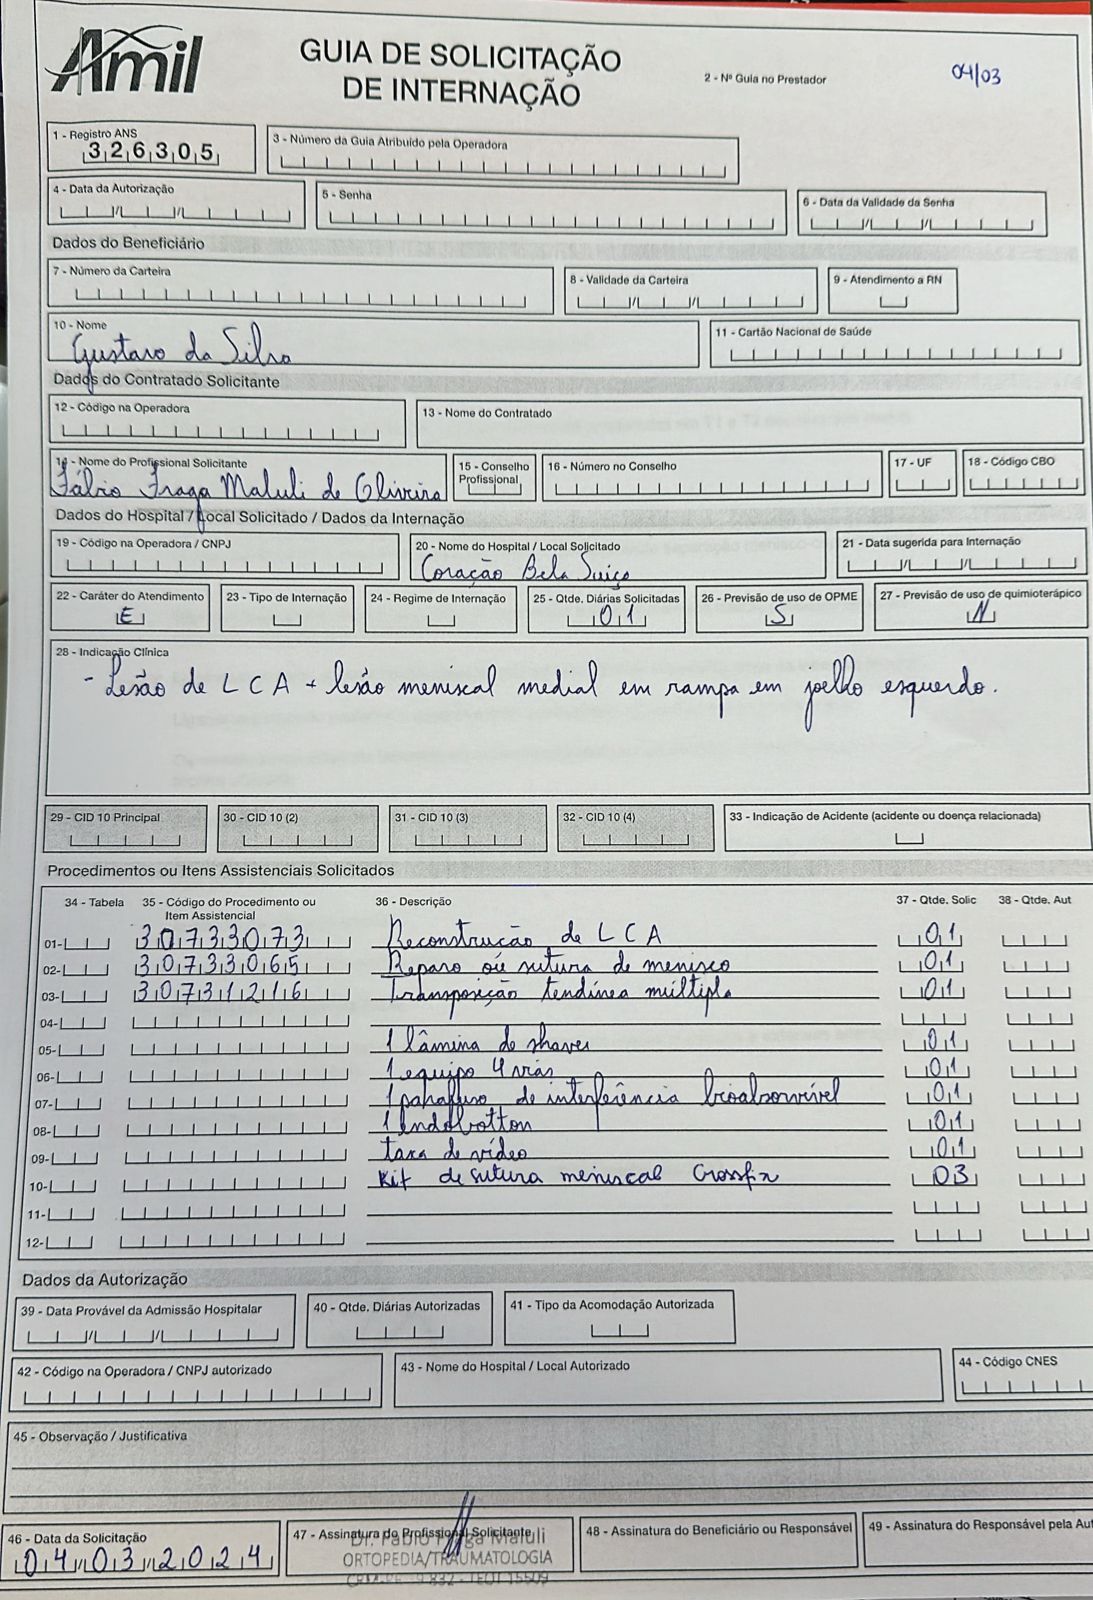 Amil
GUIA DE SOLICITAÇÃO
DE INTERNAÇÃO
2 - Nº Guia no Prestador
04/03
1 - Registro ANS
326305
3 - Número da Guia Atribuído pela Operadora
4 - Data da Autorização
5 - Senha
6 - Data da Validade da Senha
Dados do Beneficiário
7 - Número da Carteira
8 - Validade da Carteira
9 - Atendimento a RN
10 - Nome
Gustavo da Silva
11 - Cartão Nacional de Saúde
Dados do Contratado Solicitante
12 - Código na Operadora
13 - Nome do Contratado
14 - Nome do Profissional Solicitante
Fábio Fraga Maluli de Oliveira
15 - Conselho
Profissional
16 - Número no Conselho
17 - UF
18 - Código CBO
Dados do Hospital / Local Solicitado / Dados da Internação
19 - Código na Operadora / CNPJ
20 - Nome do Hospital / Local Solicitado
Coração Bela Suiça
21 - Data sugerida para Internação
22 - Caráter do Atendimento
E
23 - Tipo de Internação
24 - Regime de Internação
25 - Qtde. Diárias Solicitadas
01
26 - Previsão de uso de OPME
S
27 - Previsão de uso de quimioterápico
N
28 - Indicação Clínica
- Lesão de LCA + lesão meniscal medial em rampa em joelho esquerdo.
29 - CID 10 Principal
30 - CID 10 (2)
31 - CID 10 (3)
32 - CID 10 (4)
33 - Indicação de Acidente (acidente ou doença relacionada)
Procedimentos ou Itens Assistenciais Solicitados
34 - Tabela
35 - Código do Procedimento ou
Item Assistencial
36 - Descrição
37 - Qtde. Solic
38 - Qtde. Aut
01- 30733073 Reconstrução de LCA 01
02- 30733065 Reparo ou sutura de menisco 01
03- 30731216 Transposição tendínea múltipla 01
04-
05- 1 lâmina de shaver 01
06- 1 equipo 4 vias 01
07- 1 parafuso de interferência bioabsorvível 01
08- 1 endobotton 01
09- taxa de vídeo 01
10- Kit de sutura meniscal Crossfix 03
11-
12-
Dados da Autorização
39 - Data Provável da Admissão Hospitalar
40 - Qtde. Diárias Autorizadas
41 - Tipo da Acomodação Autorizada
42 - Código na Operadora / CNPJ autorizado
43 - Nome do Hospital / Local Autorizado
44 - Código CNES
45 - Observação / Justificativa
46 - Data da Solicitação
04/03/2024
47 - Assinatura do Profissional Solicitante
Dr. Fábio Fraga Maluli
ORTOPEDIA/TRAUMATOLOGIA
48 - Assinatura do Beneficiário ou Responsável
49 - Assinatura do Responsável pela Aut